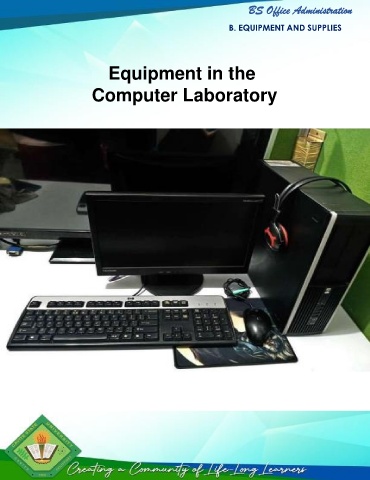 BS Office Administration
B. EQUIPMENT AND SUPPLIES
Equipment in the
Computer Laboratory
Creating a Community of Life-Long Learners